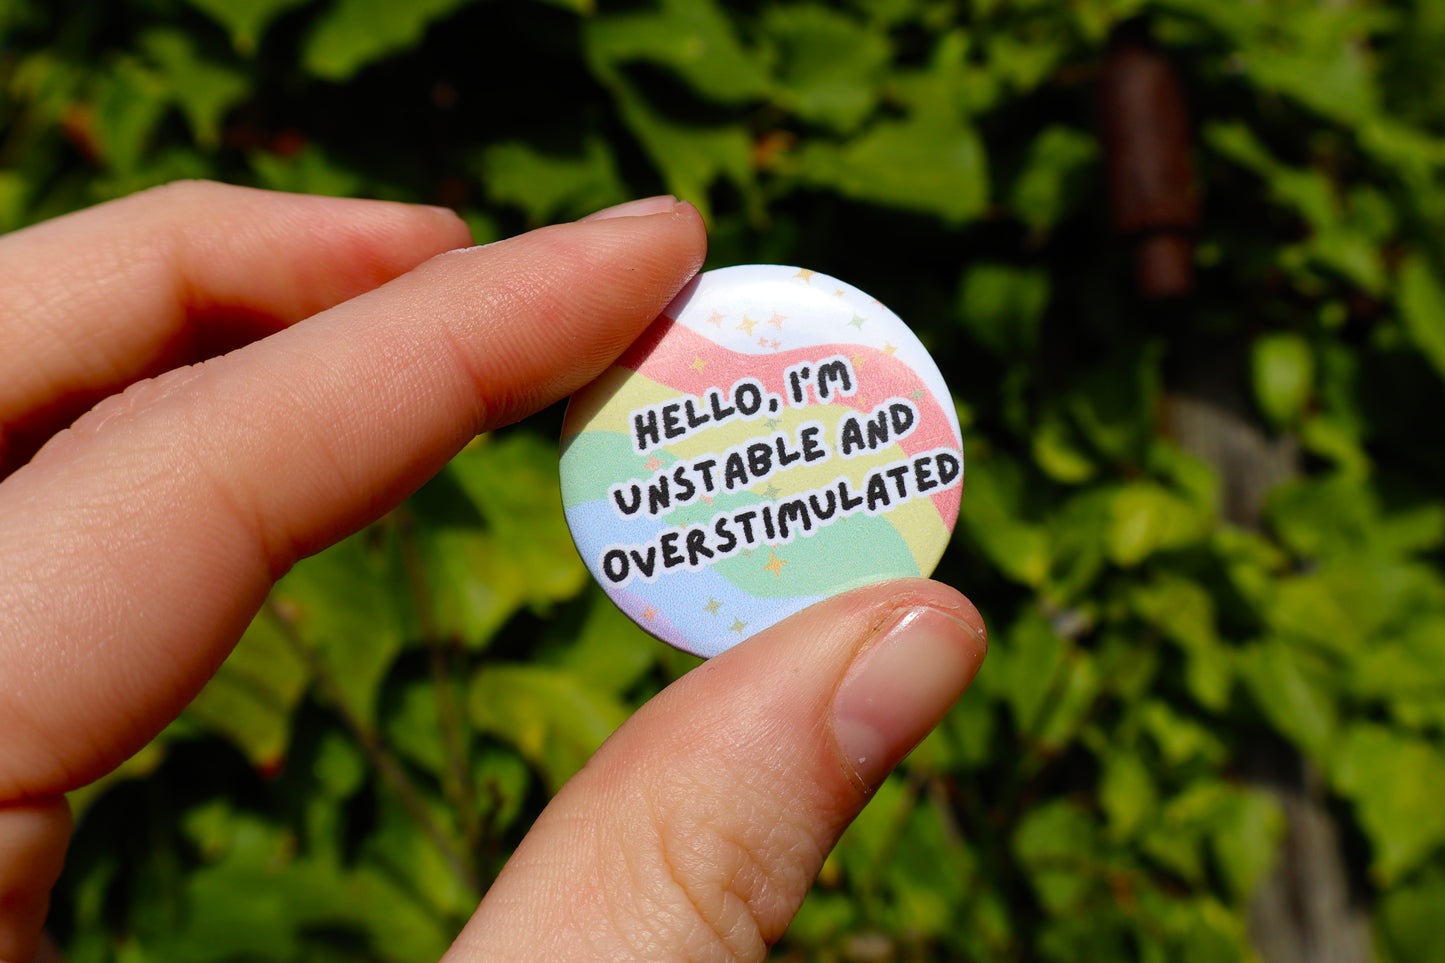 HELLO, I'M
UNSTABLE AND
OVERSTIMULATED